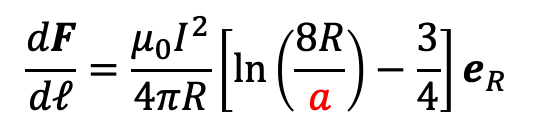 d𝑭/dℓ = μ₀I²/4πR [ln(8R/a) − 3/4] 𝒆_R